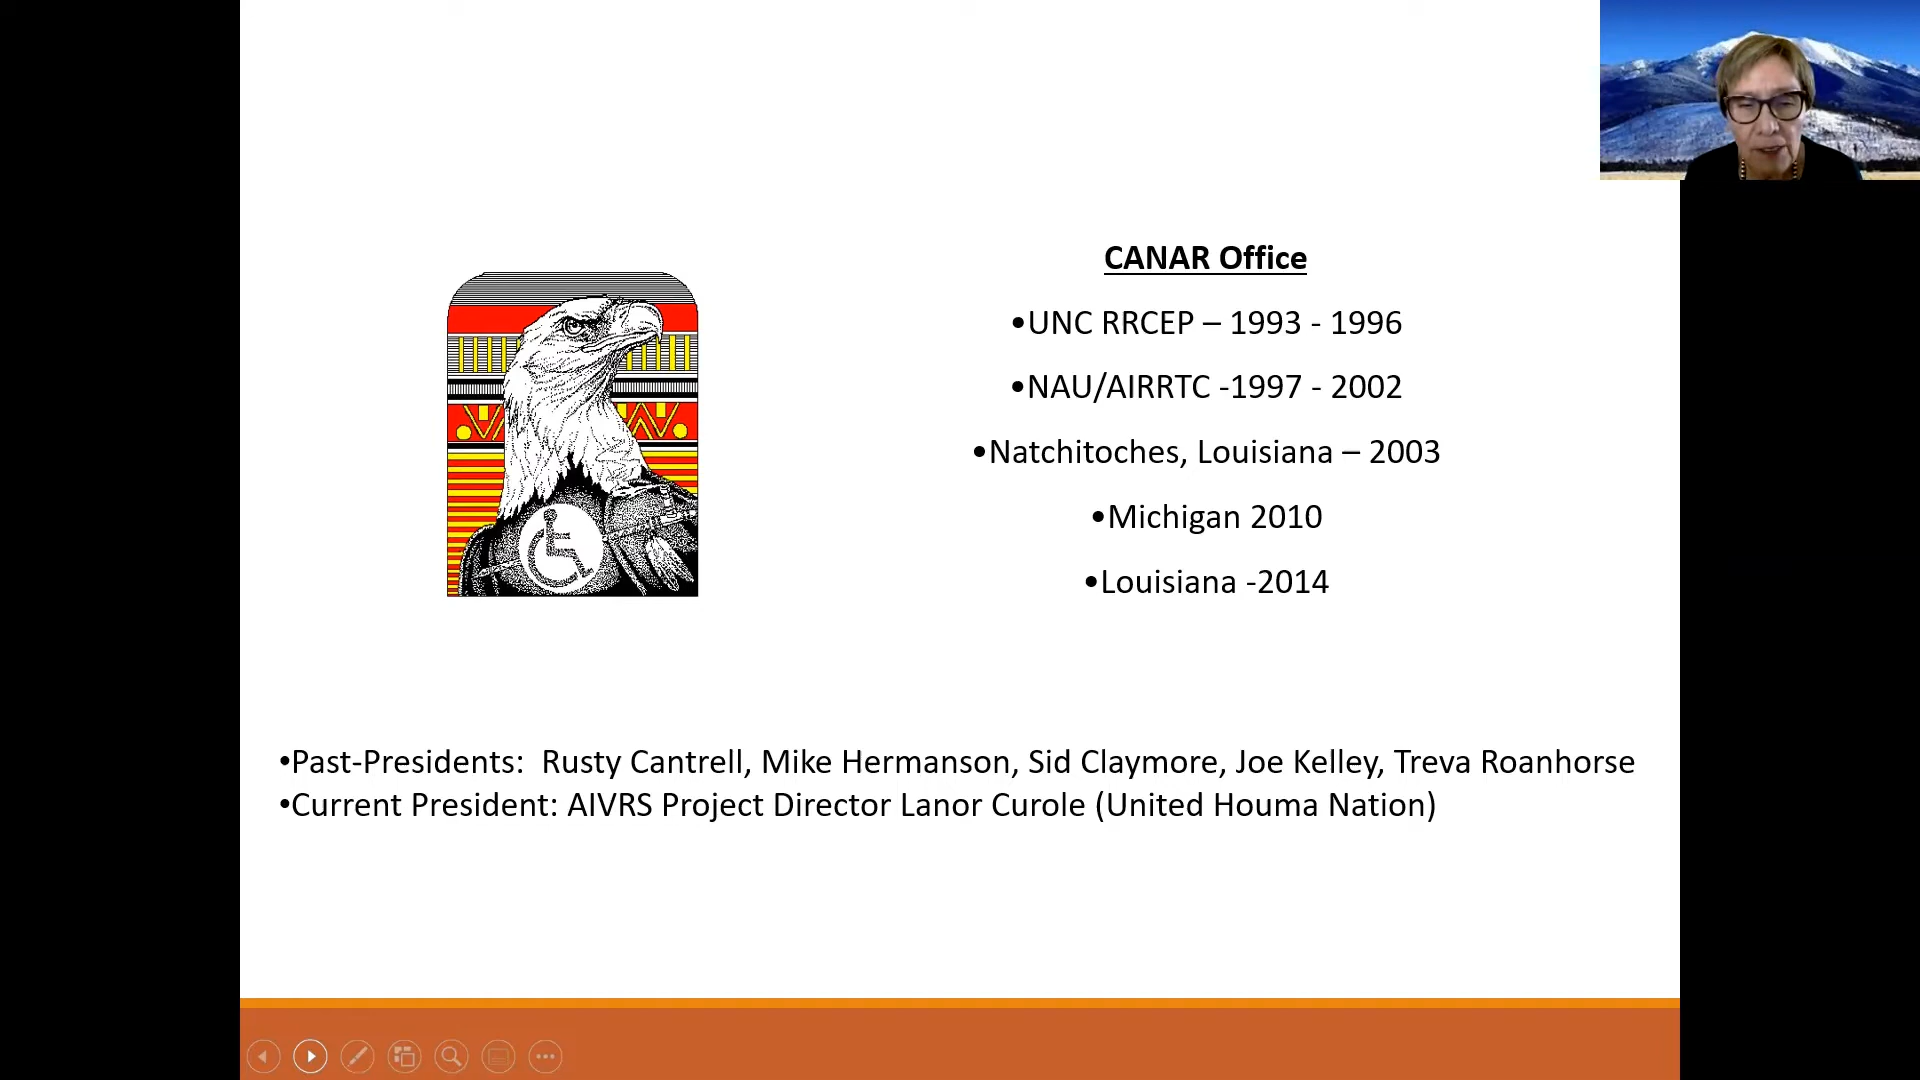 CANAR Office
•UNC RRCEP – 1993 - 1996
•NAU/AIRRTC -1997 - 2002
•Natchitoches, Louisiana – 2003
•Michigan 2010
•Louisiana -2014
•Past-Presidents:  Rusty Cantrell, Mike Hermanson, Sid Claymore, Joe Kelley, Treva Roanhorse
•Current President: AIVRS Project Director Lanor Curole (United Houma Nation)